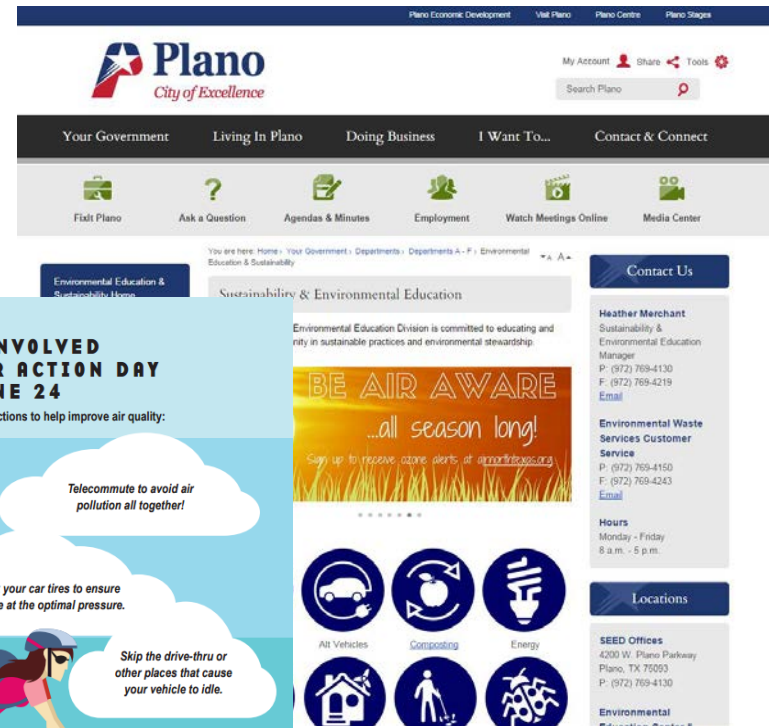 Plano Economic Development Visit Plano Plano Centre Plano Stages
Plano
City of Excellence
My Account Share Tools
Search Plano
Your Government Living In Plano Doing Business I Want To... Contact & Connect
FixIt Plano Ask a Question Agendas & Minutes Employment Watch Meetings Online Media Center
You are here: Home › Your Government › Departments › Departments A - F › Environmental
Education & Sustainability
A A
Environmental Education &
Sustainability Home
Sustainability & Environmental Education
Environmental Education Division is committed to educating and
nity in sustainable practices and environmental stewardship.
BE AIR AWARE
...all season long!
Sign up to receive ozone alerts at airnorthtexas.org
Alt Vehicles Composting Energy
Contact Us
Heather Merchant
Sustainability &
Environmental Education
Manager
P: (972) 769-4130
F: (972) 769-4219
Email
Environmental Waste
Services Customer
Service
P: (972) 769-4150
F: (972) 769-4243
Email
Hours
Monday - Friday
8 a.m. - 5 p.m.
Locations
SEED Offices
4200 W. Plano Parkway
Plano, TX 75093
P: (972) 769-4130
Environmental
Education Center &
NVOLVED
R ACTION DAY
NE 24
ctions to help improve air quality:
Telecommute to avoid air
pollution all together!
your car tires to ensure
e at the optimal pressure.
Skip the drive-thru or
other places that cause
your vehicle to idle.